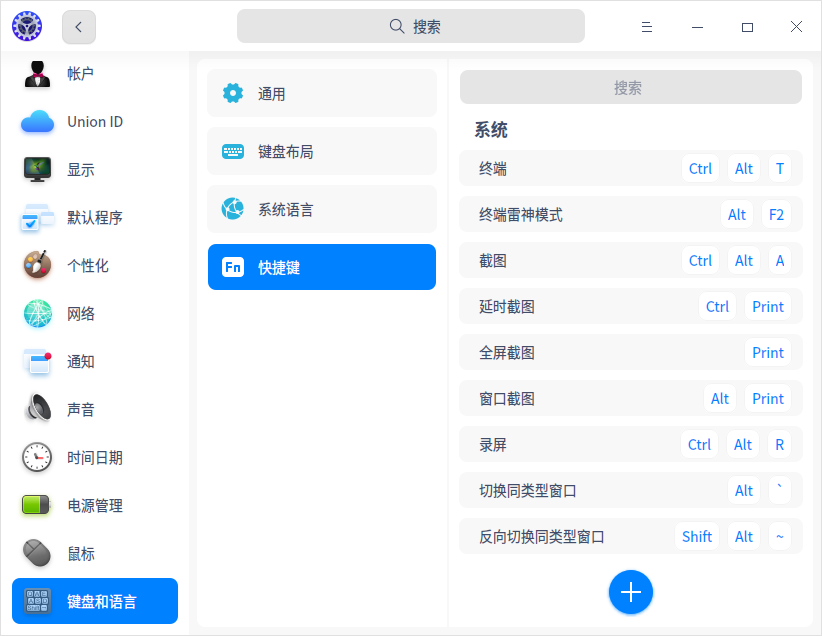 搜索
帐户
Union ID
显示
默认程序
个性化
网络
通知
声音
时间日期
电源管理
鼠标
键盘和语言
通用
键盘布局
系统语言
Fn 快捷键
搜索
系统
终端 Ctrl Alt T
终端雷神模式 Alt F2
截图 Ctrl Alt A
延时截图 Ctrl Print
全屏截图 Print
窗口截图 Alt Print
录屏 Ctrl Alt R
切换同类型窗口 Alt `
反向切换同类型窗口 Shift Alt ~